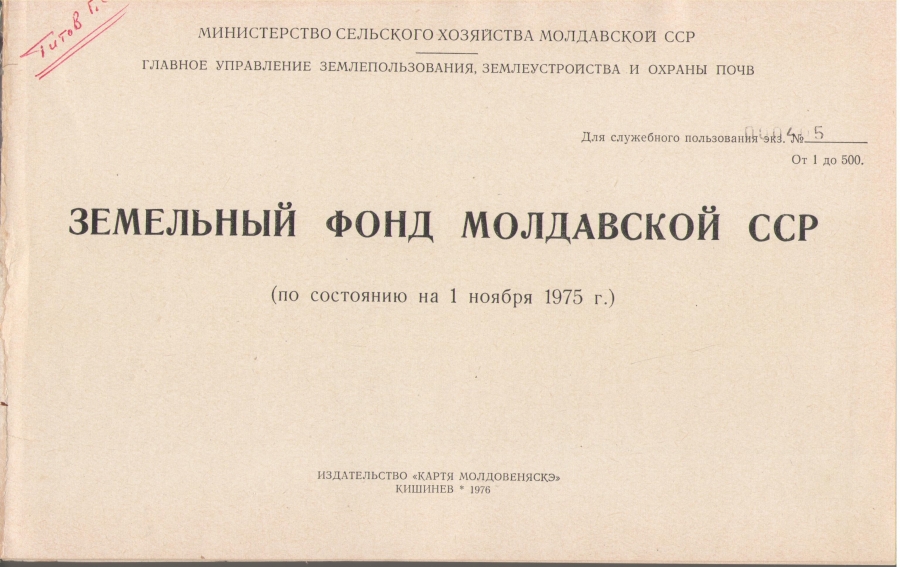 Титов Г.
МИНИСТЕРСТВО СЕЛЬСКОГО ХОЗЯЙСТВА МОЛДАВСКОЙ ССР
ГЛАВНОЕ УПРАВЛЕНИЕ ЗЕМЛЕПОЛЬЗОВАНИЯ, ЗЕМЛЕУСТРОЙСТВА И ОХРАНЫ ПОЧВ
Для служебного пользования экз. №
От 1 до 500.
ЗЕМЕЛЬНЫЙ ФОНД МОЛДАВСКОЙ ССР
(по состоянию на 1 ноября 1975 г.)
ИЗДАТЕЛЬСТВО «КАРТЯ МОЛДОВЕНЯСКЭ»
КИШИНЕВ * 1976